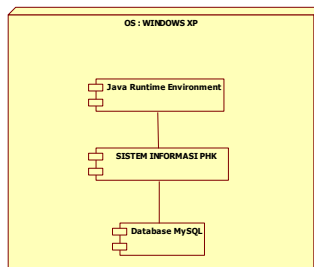 OS : WINDOWS XP
Java Runtime Environment
SISTEM INFORMASI PHK
Database MySQL